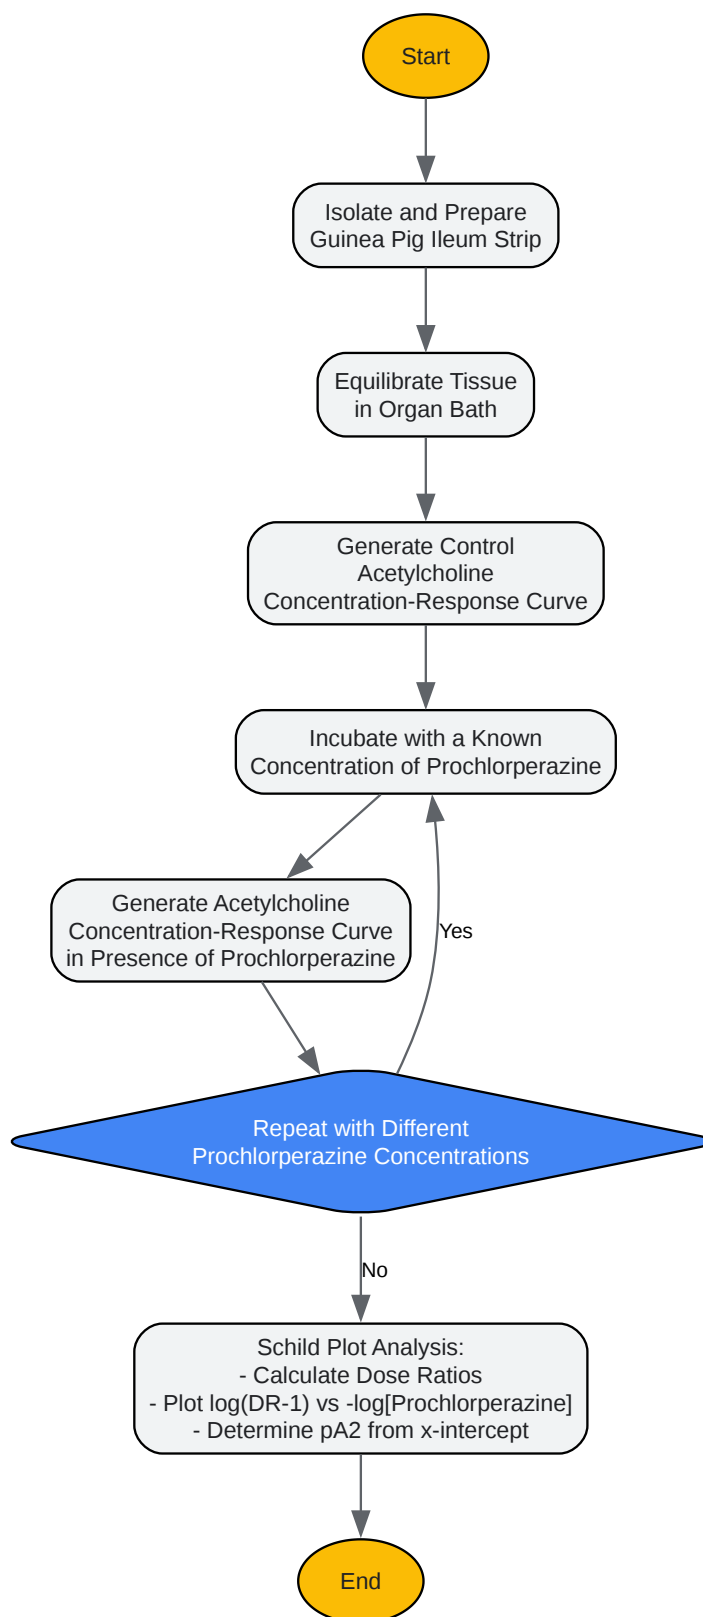 Start
Isolate and Prepare
Guinea Pig Ileum Strip
Equilibrate Tissue
in Organ Bath
Generate Control
Acetylcholine
Concentration-Response Curve
Incubate with a Known
Concentration of Prochlorperazine
Generate Acetylcholine
Concentration-Response Curve
in Presence of Prochlorperazine
Yes
Repeat with Different
Prochlorperazine Concentrations
No
Schild Plot Analysis:
- Calculate Dose Ratios
- Plot log(DR-1) vs -log[Prochlorperazine]
- Determine pA2 from x-intercept
End